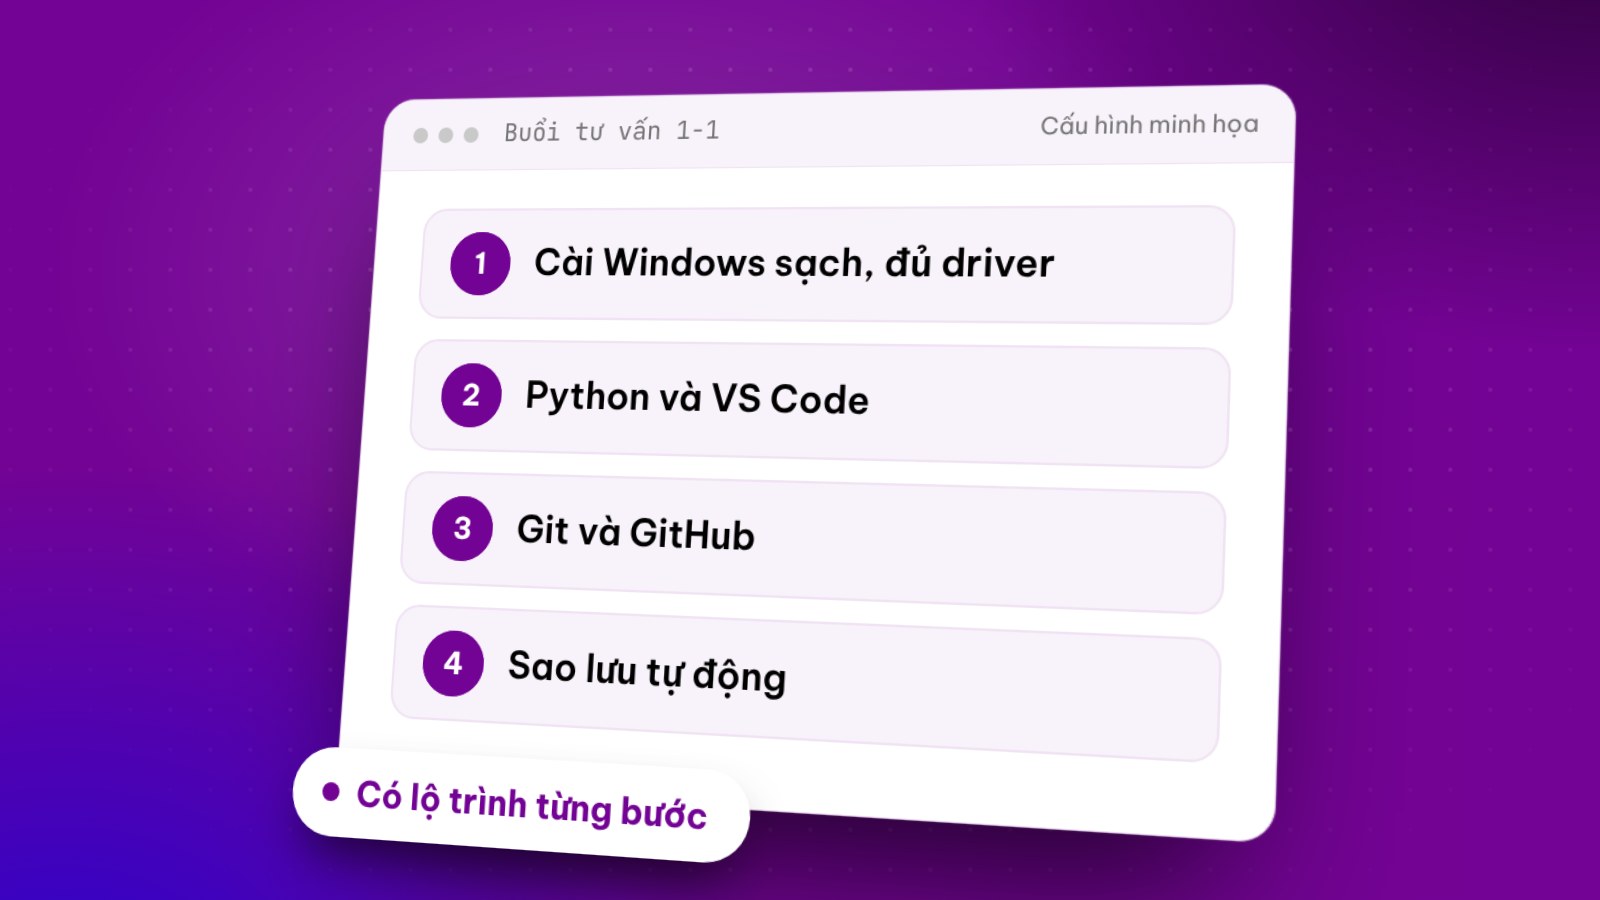 Buổi tư vấn 1-1
Cấu hình minh họa
1 Cài Windows sạch, đủ driver
2 Python và VS Code
3 Git và GitHub
4 Sao lưu tự động
Có lộ trình từng bước